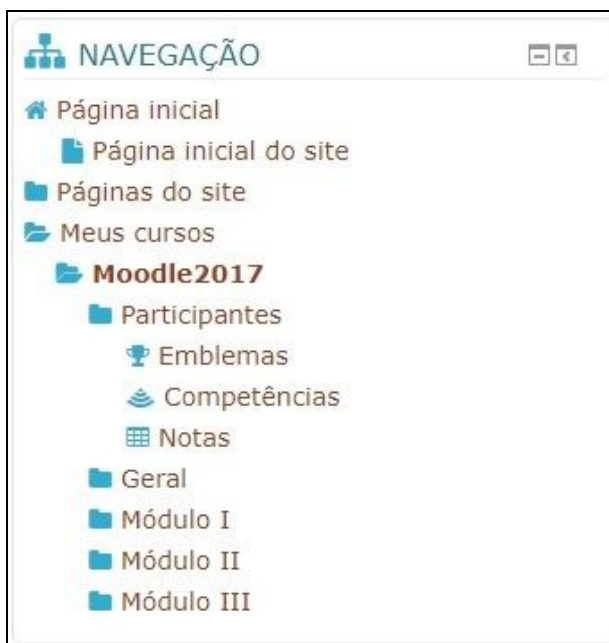 NAVEGAÇÃO
Página inicial
Página inicial do site
Páginas do site
Meus cursos
Moodle2017
Participantes
Emblemas
Competências
Notas
Geral
Módulo I
Módulo II
Módulo III